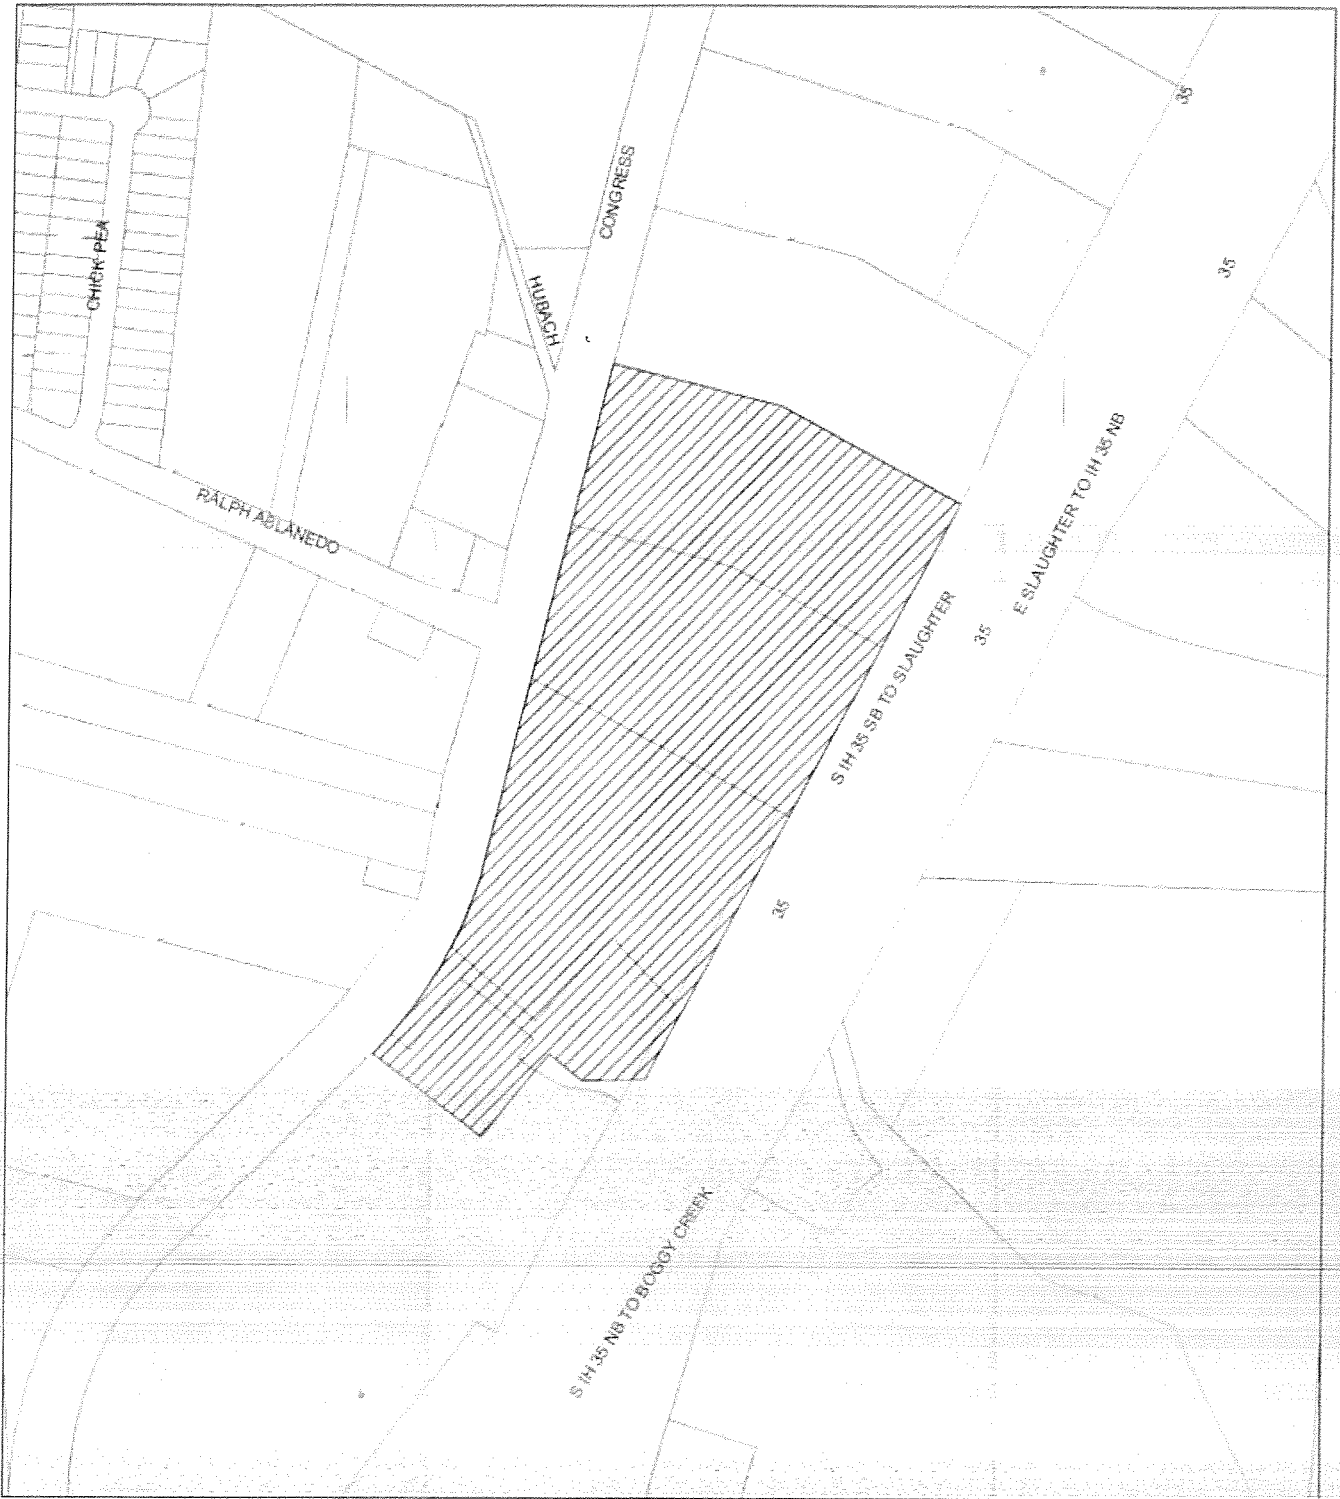 35
CONGRESS
CHICK PEA
35
HUBACH
RALPH ABLANEDO
E SLAUGHTER TO IH 35 NB
35
S IH 35 SB TO SLAUGHTER
35
S IH 35 NB TO BOGGY CREEK